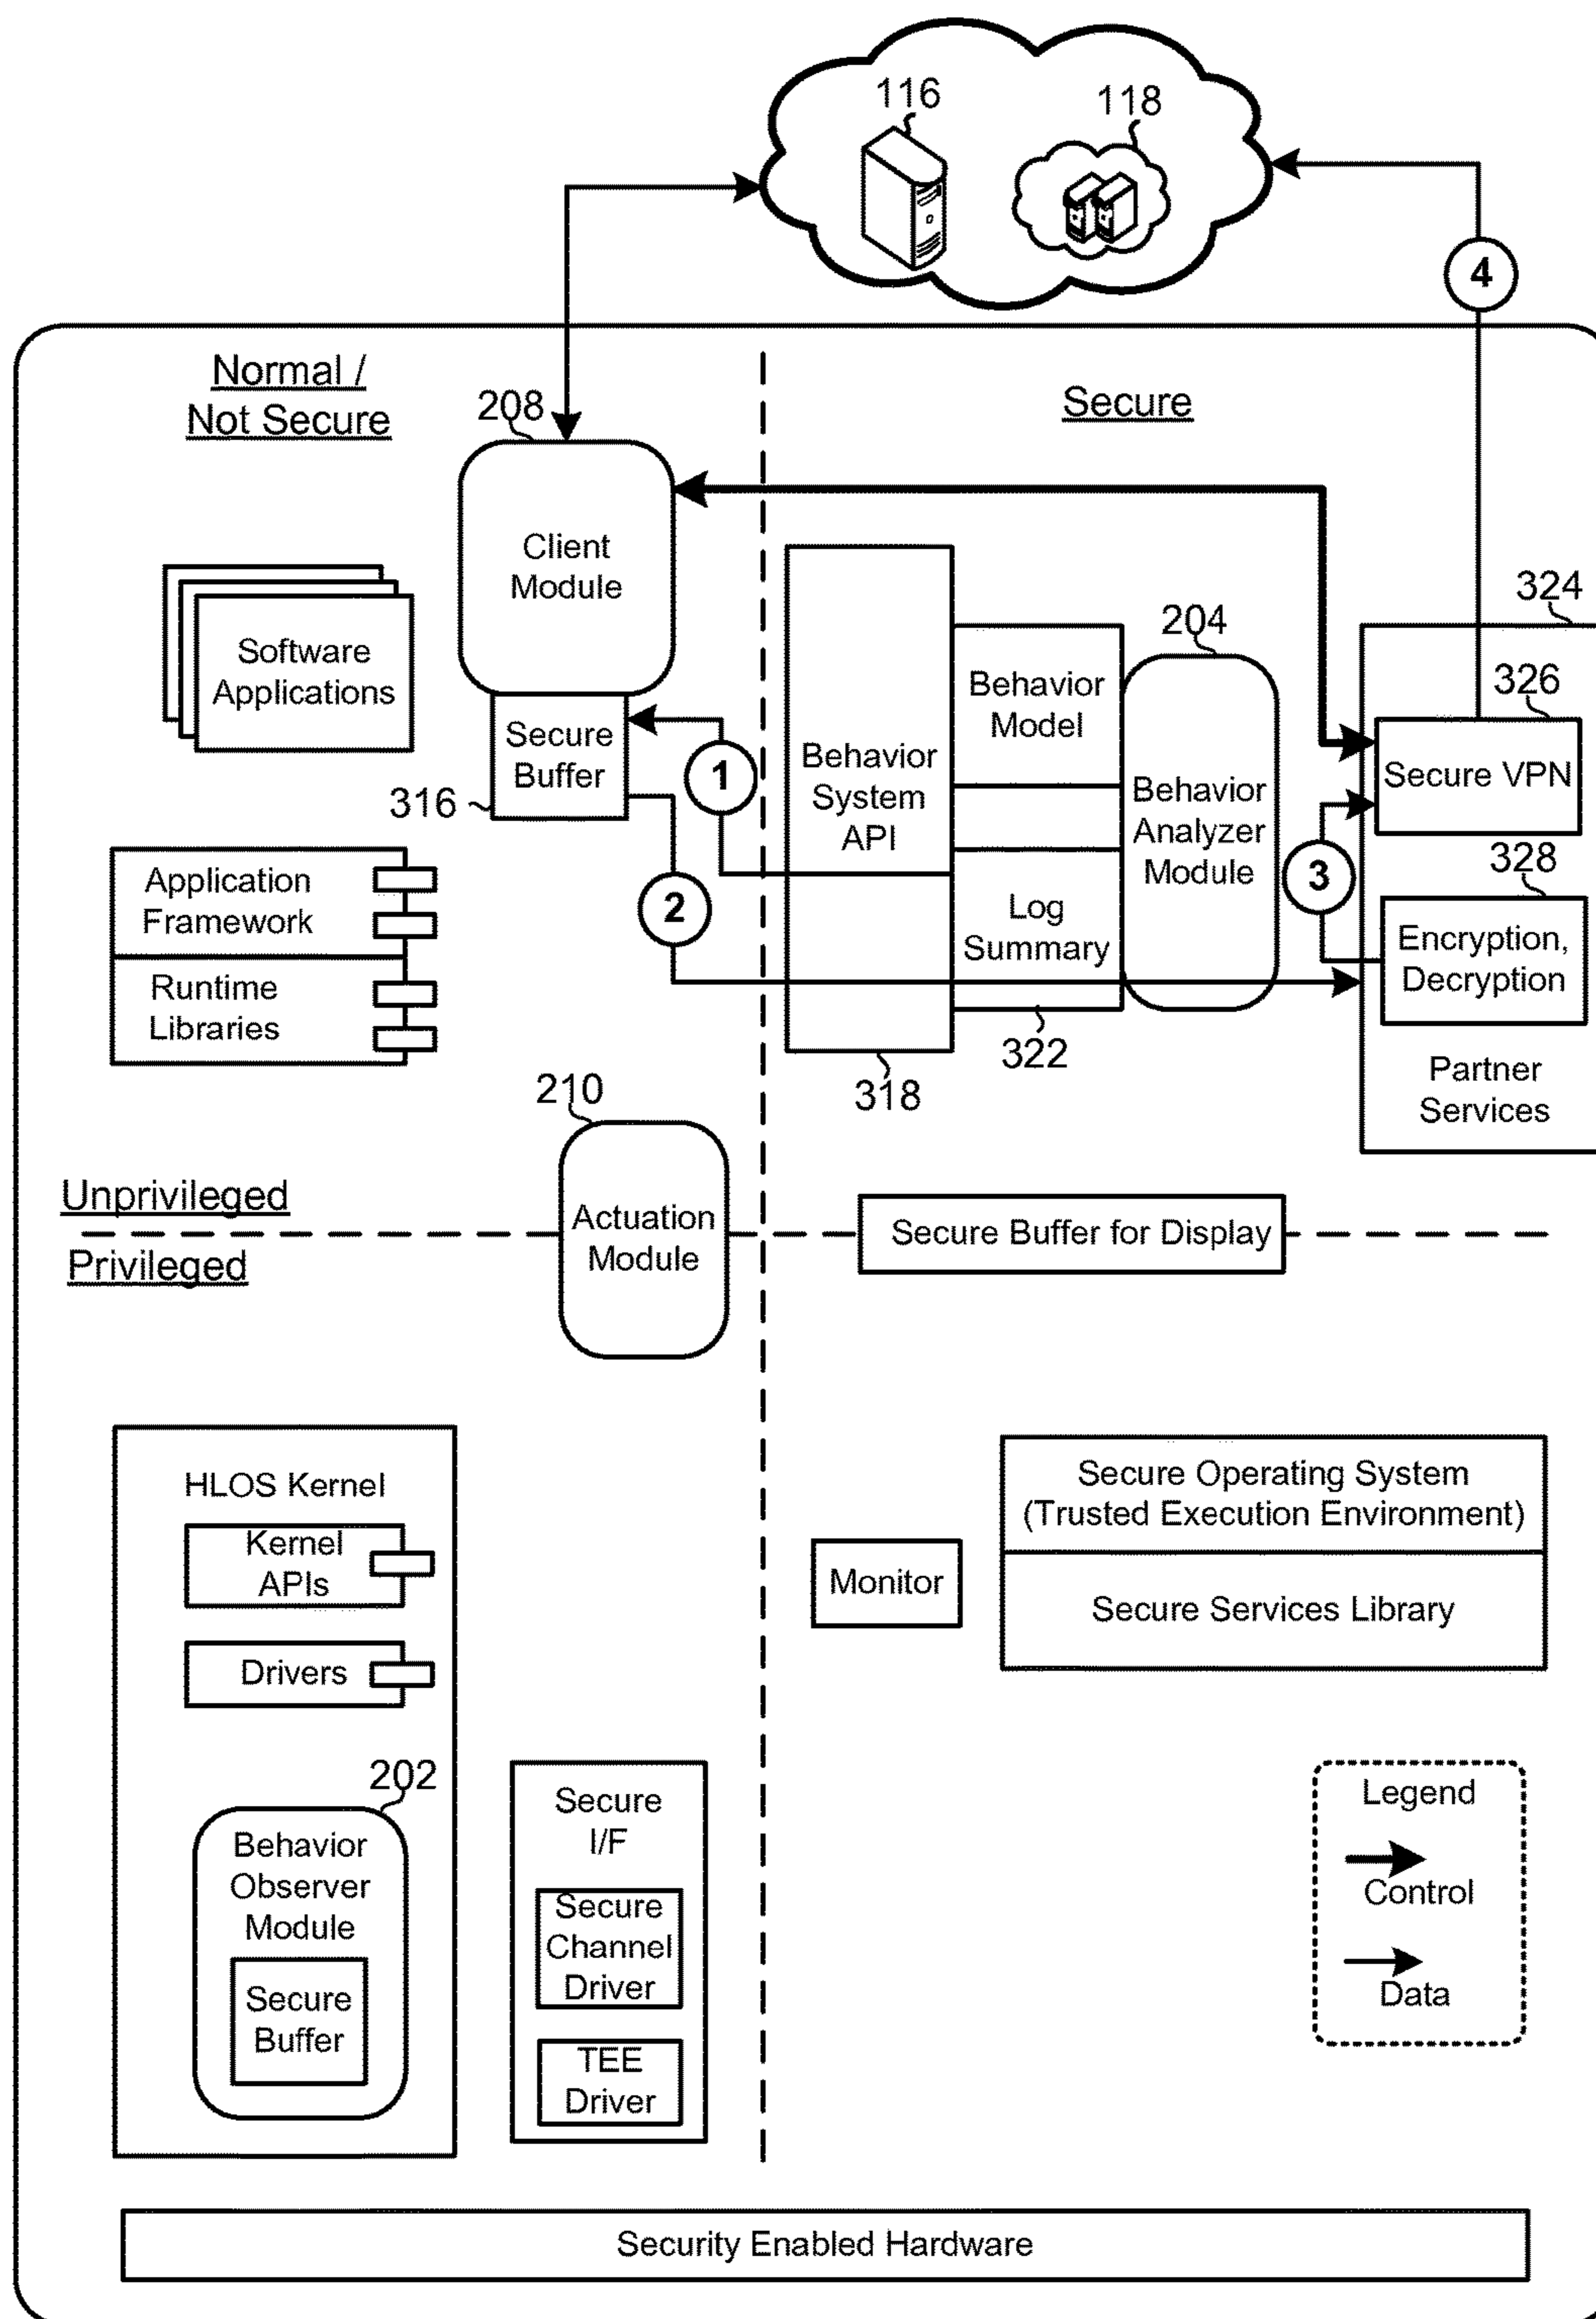 116
118
4
Normal /
Not Secure
208
Secure
Client
Module
324
Software
Applications
204
326
Behavior
Model
Secure
Buffer
1
Behavior
System
API
Behavior
Analyzer
Module
Secure VPN
316
328
Application
Framework
2
3
Log
Summary
Encryption,
Decryption
Runtime
Libraries
322
318
Partner
Services
210
Unprivileged
Actuation
Module
Secure Buffer for Display
Privileged
HLOS Kernel
Secure Operating System
(Trusted Execution Environment)
Kernel
APIs
Monitor
Secure Services Library
Drivers
202
Secure
I/F
Legend
Behavior
Observer
Module
Control
Secure
Channel
Driver
Data
Secure
Buffer
TEE
Driver
Security Enabled Hardware